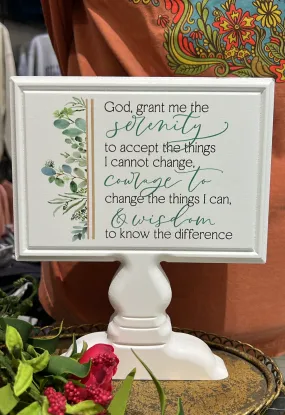 God, grant me the
serenity
to accept the things
I cannot change,
courage to
change the things I can,
& wisdom
to know the difference